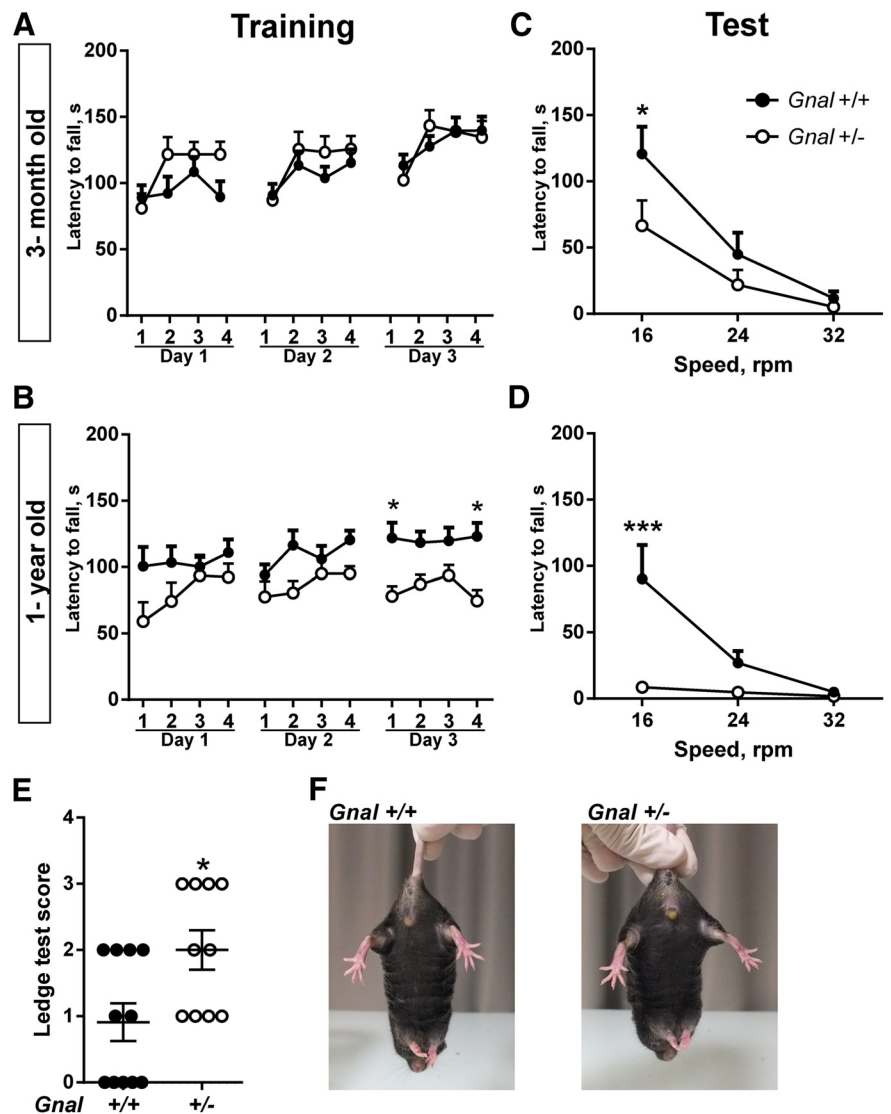 A
Training
3- month old
Latency to fall, s
200
150
100
50
0
1 2 3 4 1 2 3 4 1 2 3 4
Day 1 Day 2 Day 3
C
Test
Latency to fall, s
200
150
100
50
0
*
Gnal +/+
Gnal +/-
16 24 32
Speed, rpm
B
1- year old
Latency to fall, s
200
150
100
50
0
* *
1 2 3 4 1 2 3 4 1 2 3 4
Day 1 Day 2 Day 3
D
Latency to fall, s
200
150
100
50
0
***
16 24 32
Speed, rpm
E
Ledge test score
4
3
2
1
0
*
Gnal +/+ +/-
F
Gnal +/+ Gnal +/-